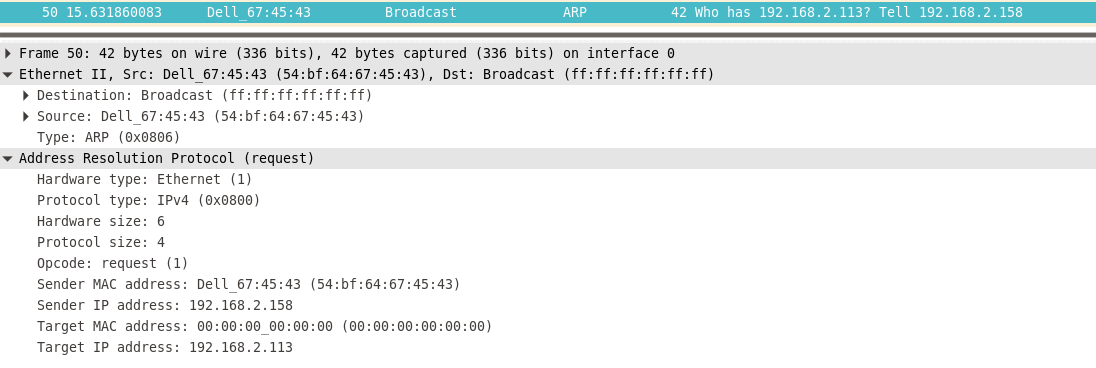 50 15.631860083 Dell_67:45:43 Broadcast ARP 42 Who has 192.168.2.113? Tell 192.168.2.158
Frame 50: 42 bytes on wire (336 bits), 42 bytes captured (336 bits) on interface 0
Ethernet II, Src: Dell_67:45:43 (54:bf:64:67:45:43), Dst: Broadcast (ff:ff:ff:ff:ff:ff)
Destination: Broadcast (ff:ff:ff:ff:ff:ff)
Source: Dell_67:45:43 (54:bf:64:67:45:43)
Type: ARP (0x0806)
Address Resolution Protocol (request)
Hardware type: Ethernet (1)
Protocol type: IPv4 (0x0800)
Hardware size: 6
Protocol size: 4
Opcode: request (1)
Sender MAC address: Dell_67:45:43 (54:bf:64:67:45:43)
Sender IP address: 192.168.2.158
Target MAC address: 00:00:00_00:00:00 (00:00:00:00:00:00)
Target IP address: 192.168.2.113